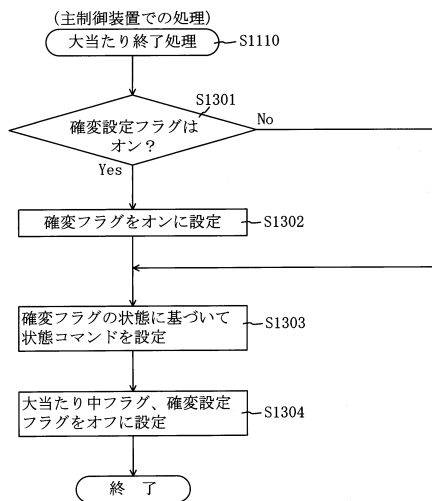 (主制御装置での処理)
大当たり終了処理
S1110
S1301
確変設定フラグは
オン？
No
Yes
確変フラグをオンに設定
S1302
確変フラグの状態に基づいて
状態コマンドを設定
S1303
大当たり中フラグ、確変設定
フラグをオフに設定
S1304
終 了